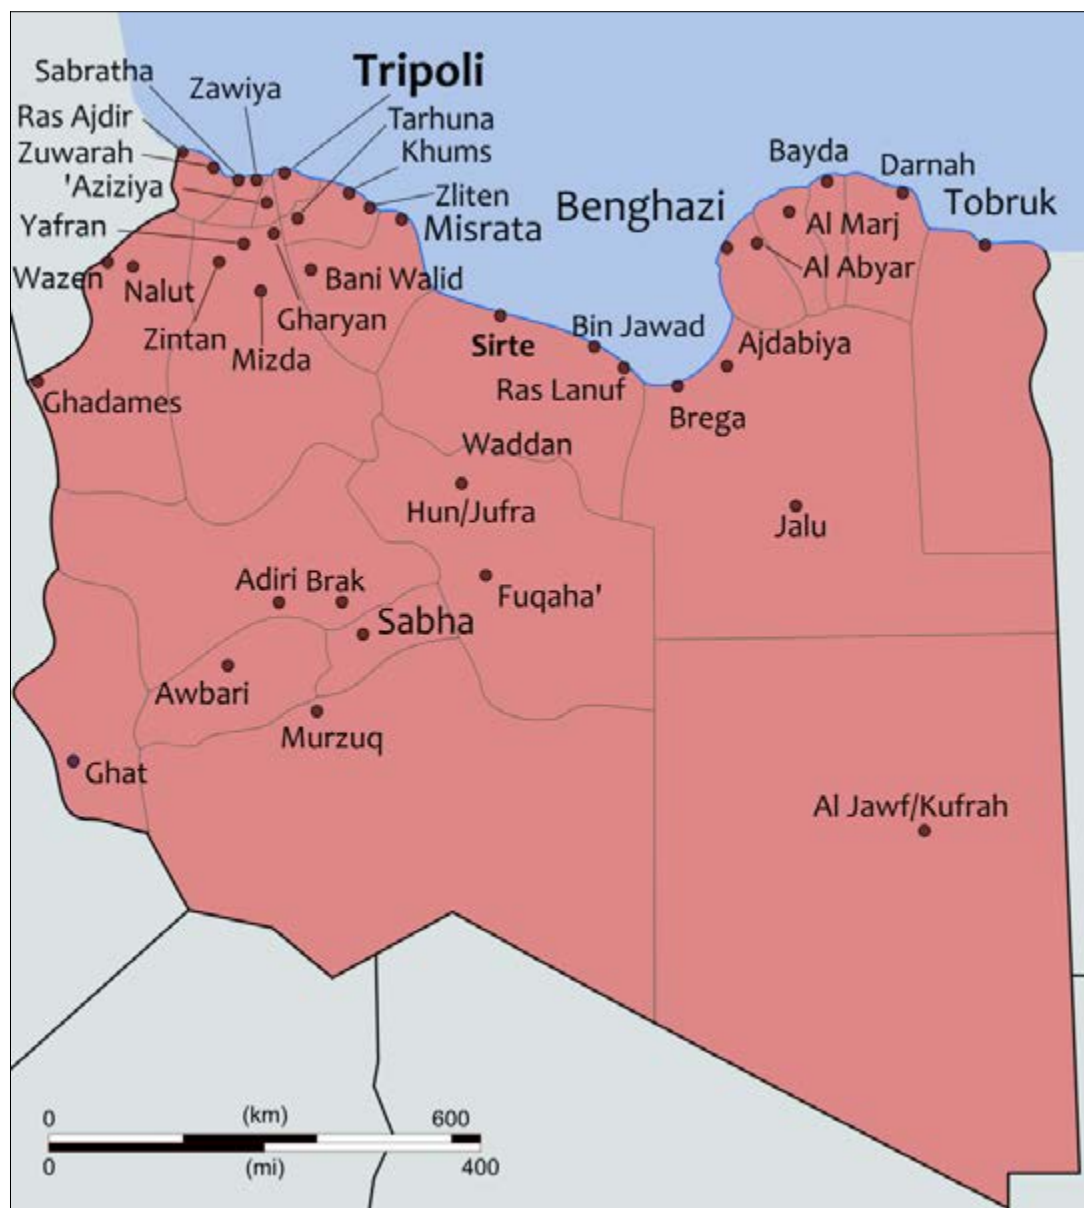 Tripoli
Sabratha
Zawiya
Ras Ajdir
Tarhuna
Zuwarah
Khums
Bayda
Darnah
'Aziziya
Zliten
Benghazi
Tobruk
Yafran
Misrata
Al Marj
Wazen
Nalut
Bani Walid
Al Abyar
Zintan
Gharyan
Mizda
Sirte
Bin Jawad
Ajdabiya
Ghadames
Ras Lanuf
Brega
Waddan
Hun/Jufra
Jalu
Adiri Brak
Fuqaha'
Sabha
Awbari
Murzuq
Ghat
Al Jawf/Kufrah
0 (km) 600
0 (mi) 400